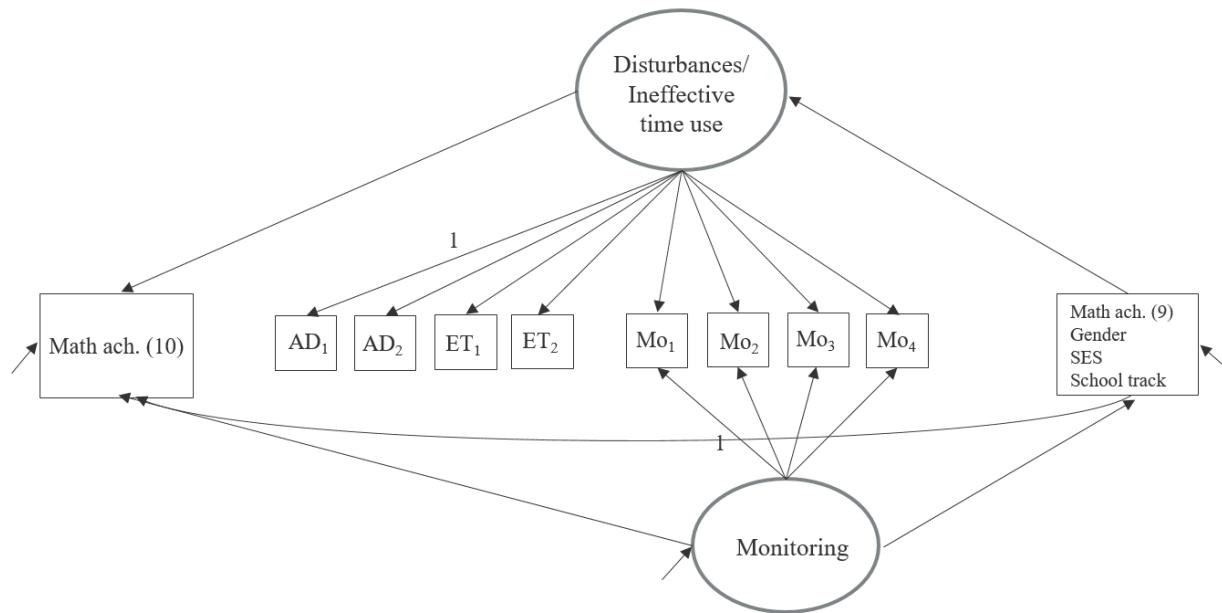 Disturbances/
Ineffective
time use
1
Math ach. (10)
AD₁
AD₂
ET₁
ET₂
Mo₁
Mo₂
Mo₃
Mo₄
Math ach. (9)
Gender
SES
School track
1
Monitoring